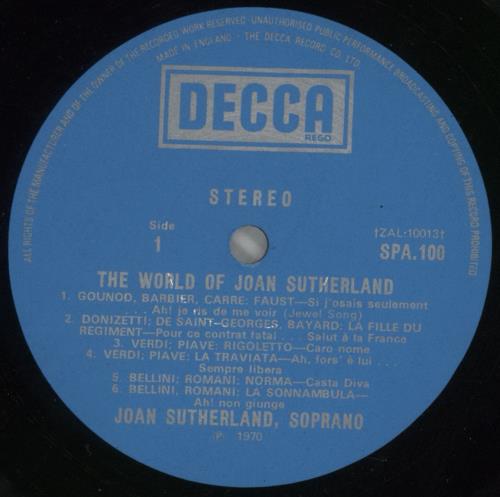 ALL RIGHTS OF THE MANUFACTURER AND OF THE OWNER OF THE RECORDED WORK RESERVED · UNAUTHORISED PUBLIC PERFORMANCE BROADCASTING AND COPYING OF THIS RECORD PROHIBITED
MADE IN ENGLAND · THE DECCA RECORD CO. LTD.
DECCA
REGD
STEREO
Side
1
†ZAL:10013†
SPA.100
THE WORLD OF JOAN SUTHERLAND
1. GOUNOD, BARBIER, CARRE: FAUST—Si j'osais seulement
. . . Ah! je ris de me voir (Jewel Song)
2. DONIZETTI; DE SAINT-GEORGES, BAYARD: LA FILLE DU
REGIMENT—Pour ce contrat fatal . . . Salut à la France
3. VERDI; PIAVE: RIGOLETTO—Caro nome
4. VERDI; PIAVE: LA TRAVIATA—Ah, fors' è lui . . .
Sempre libera
5. BELLINI; ROMANI: NORMA—Casta Diva
6. BELLINI, ROMANI: LA SONNAMBULA—
Ah! non giunge
JOAN SUTHERLAND, SOPRANO
(P) 1970